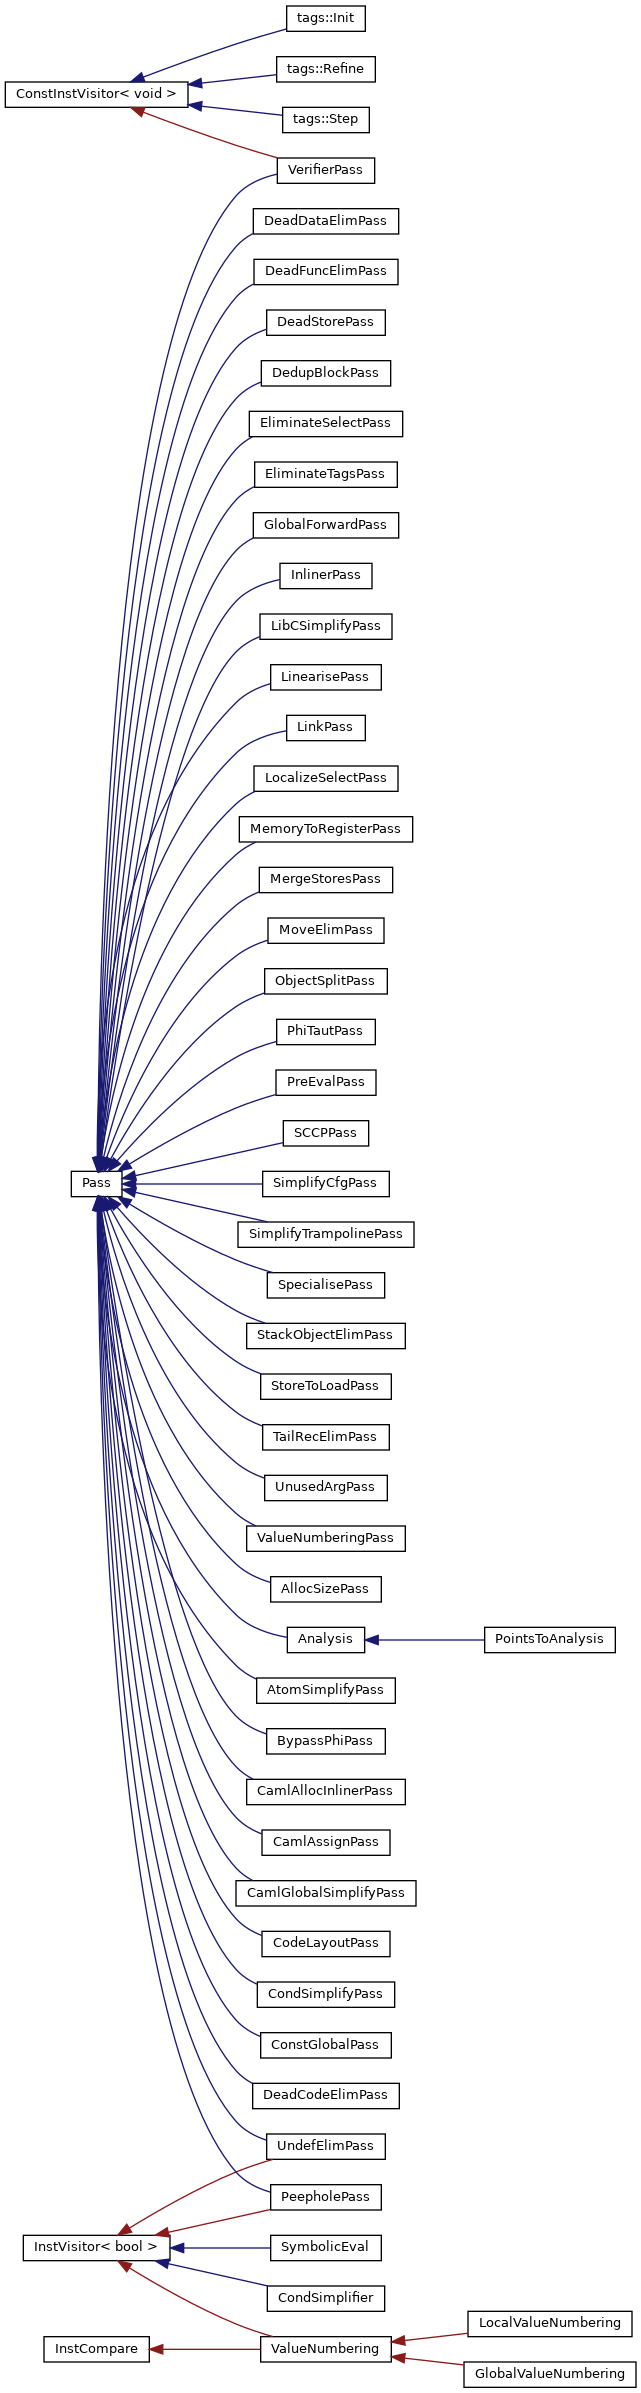 tags::Init
tags::Refine
ConstInstVisitor< void >
tags::Step
VerifierPass
DeadDataElimPass
DeadFuncElimPass
DeadStorePass
DedupBlockPass
EliminateSelectPass
EliminateTagsPass
GlobalForwardPass
InlinerPass
LibCSimplifyPass
LinearisePass
LinkPass
LocalizeSelectPass
MemoryToRegisterPass
MergeStoresPass
MoveElimPass
ObjectSplitPass
PhiTautPass
PreEvalPass
SCCPPass
Pass
SimplifyCfgPass
SimplifyTrampolinePass
SpecialisePass
StackObjectElimPass
StoreToLoadPass
TailRecElimPass
UnusedArgPass
ValueNumberingPass
AllocSizePass
Analysis
PointsToAnalysis
AtomSimplifyPass
BypassPhiPass
CamlAllocInlinerPass
CamlAssignPass
CamlGlobalSimplifyPass
CodeLayoutPass
CondSimplifyPass
ConstGlobalPass
DeadCodeElimPass
UndefElimPass
PeepholePass
InstVisitor< bool >
SymbolicEval
CondSimplifier
LocalValueNumbering
InstCompare
ValueNumbering
GlobalValueNumbering